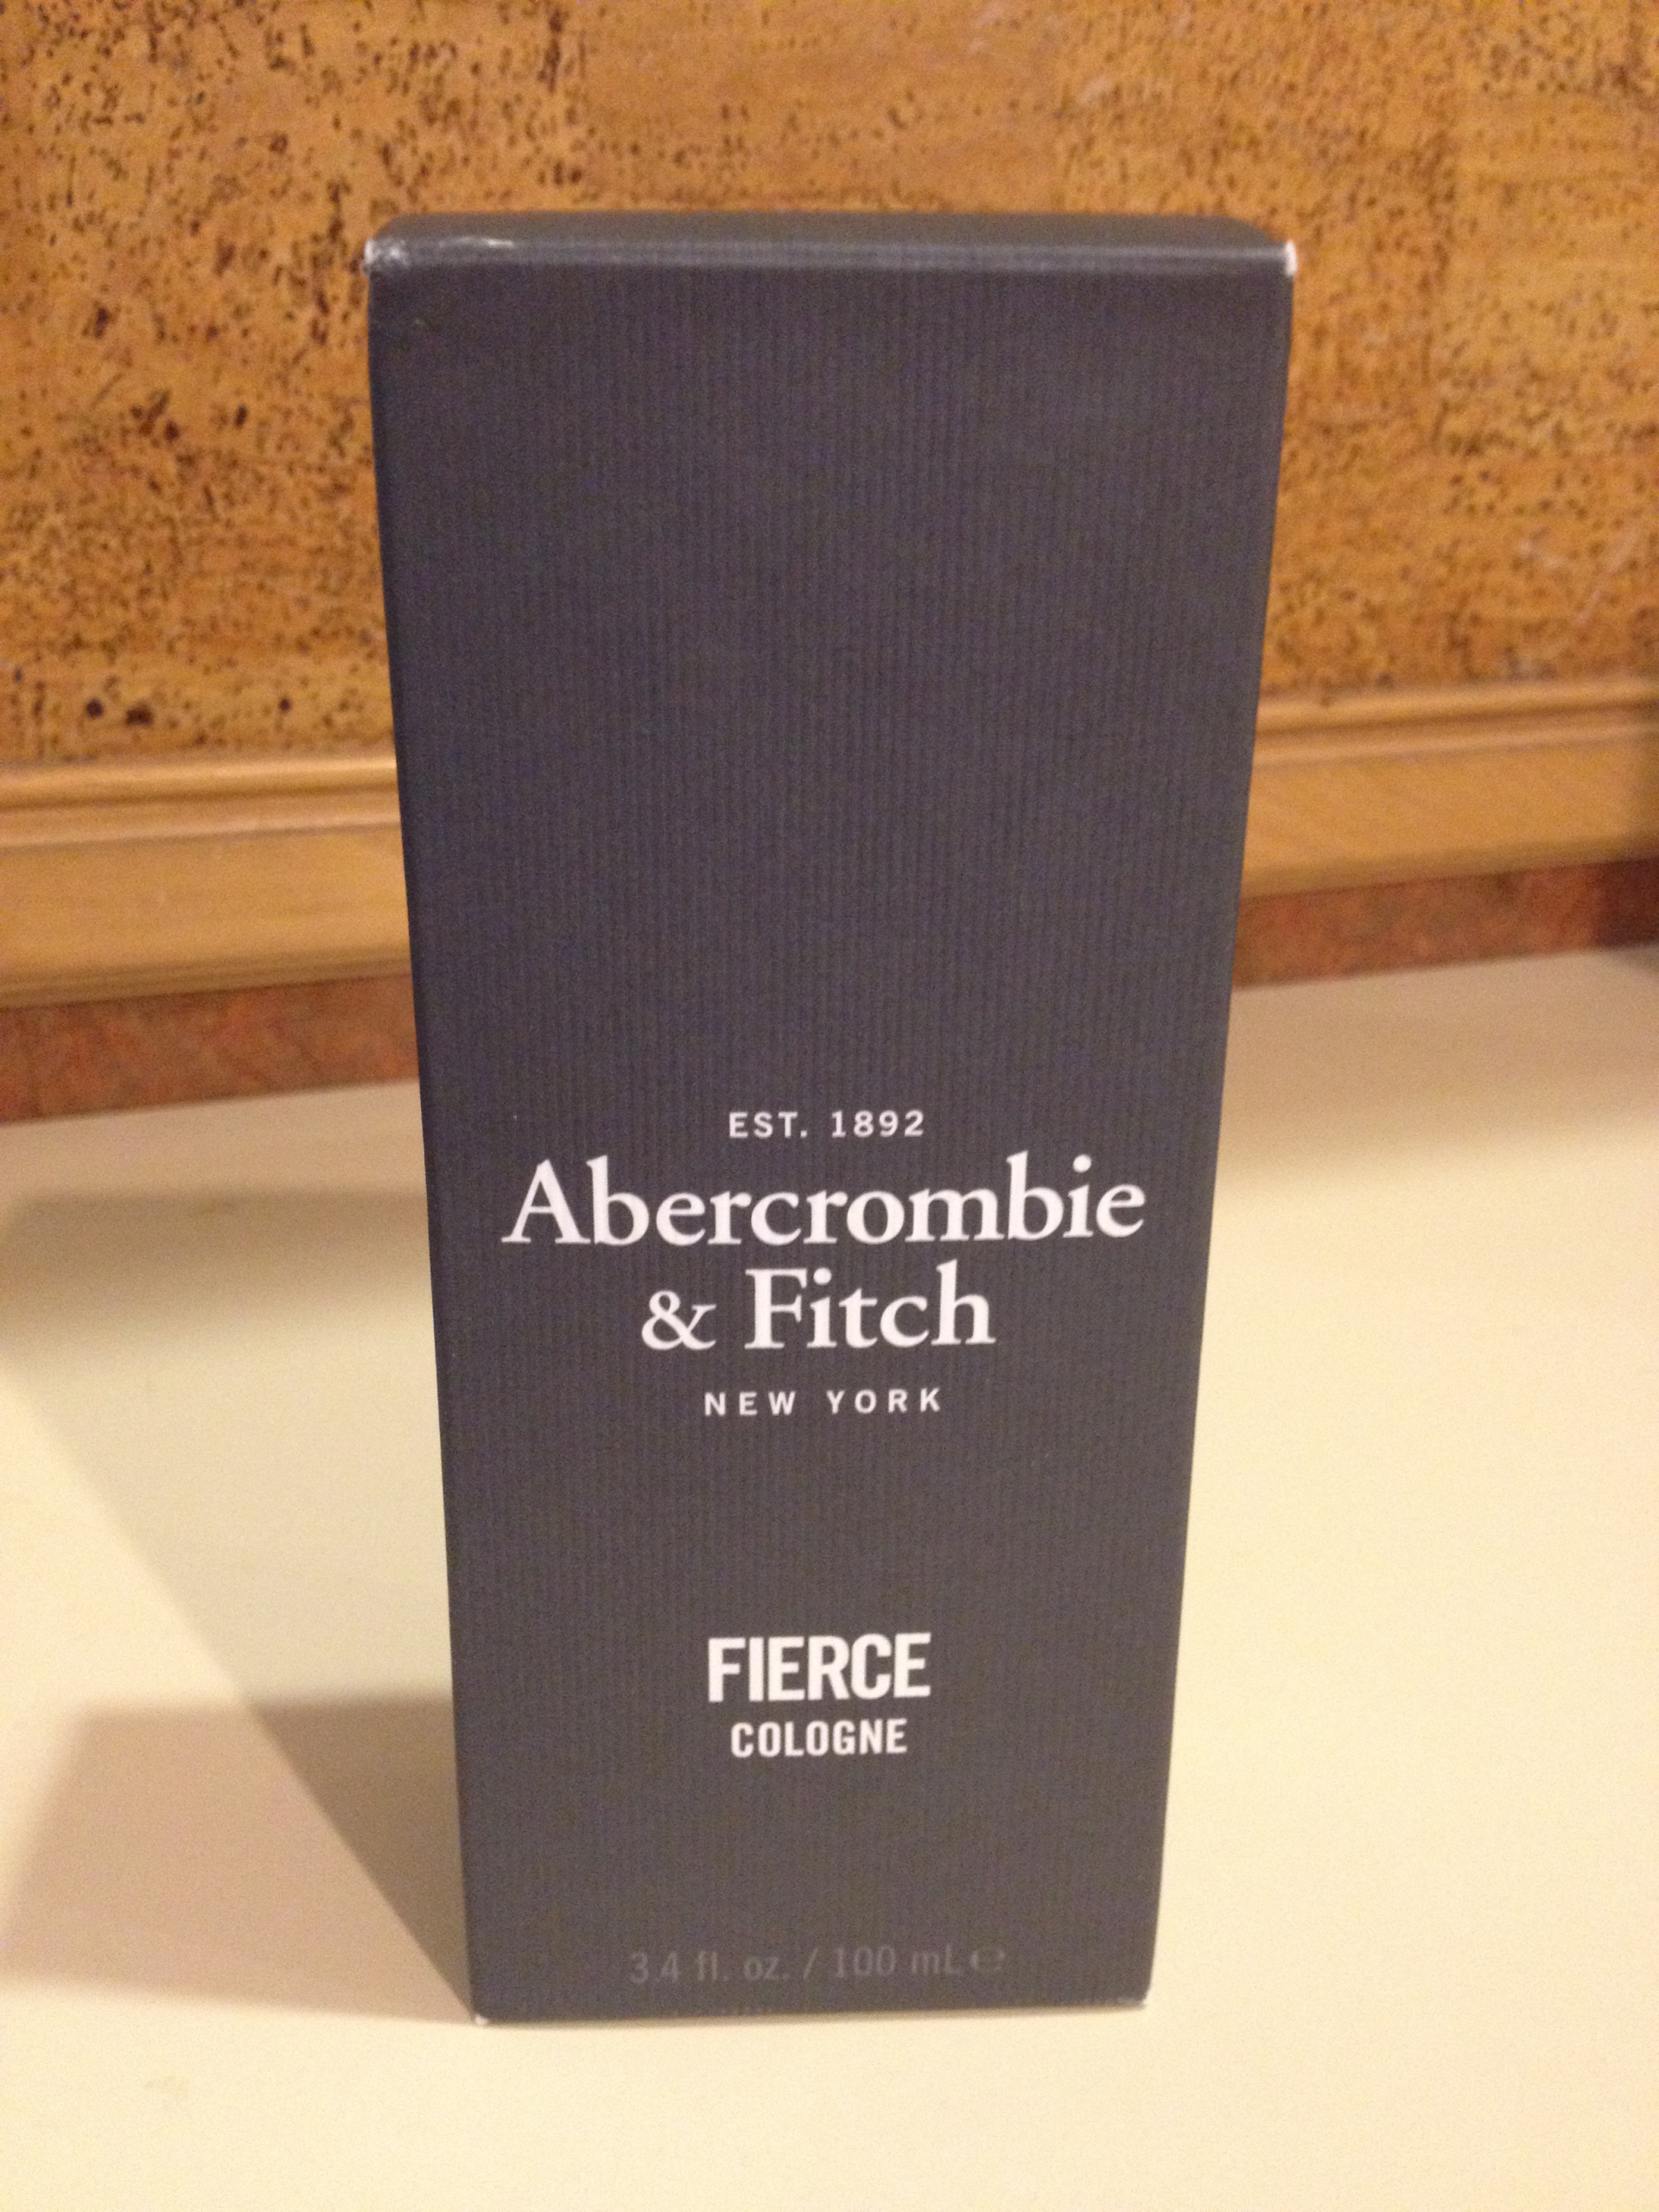 EST. 1892
Abercrombie
& Fitch
NEW YORK
FIERCE
COLOGNE
3.4 fl. oz. / 100 mL ℮